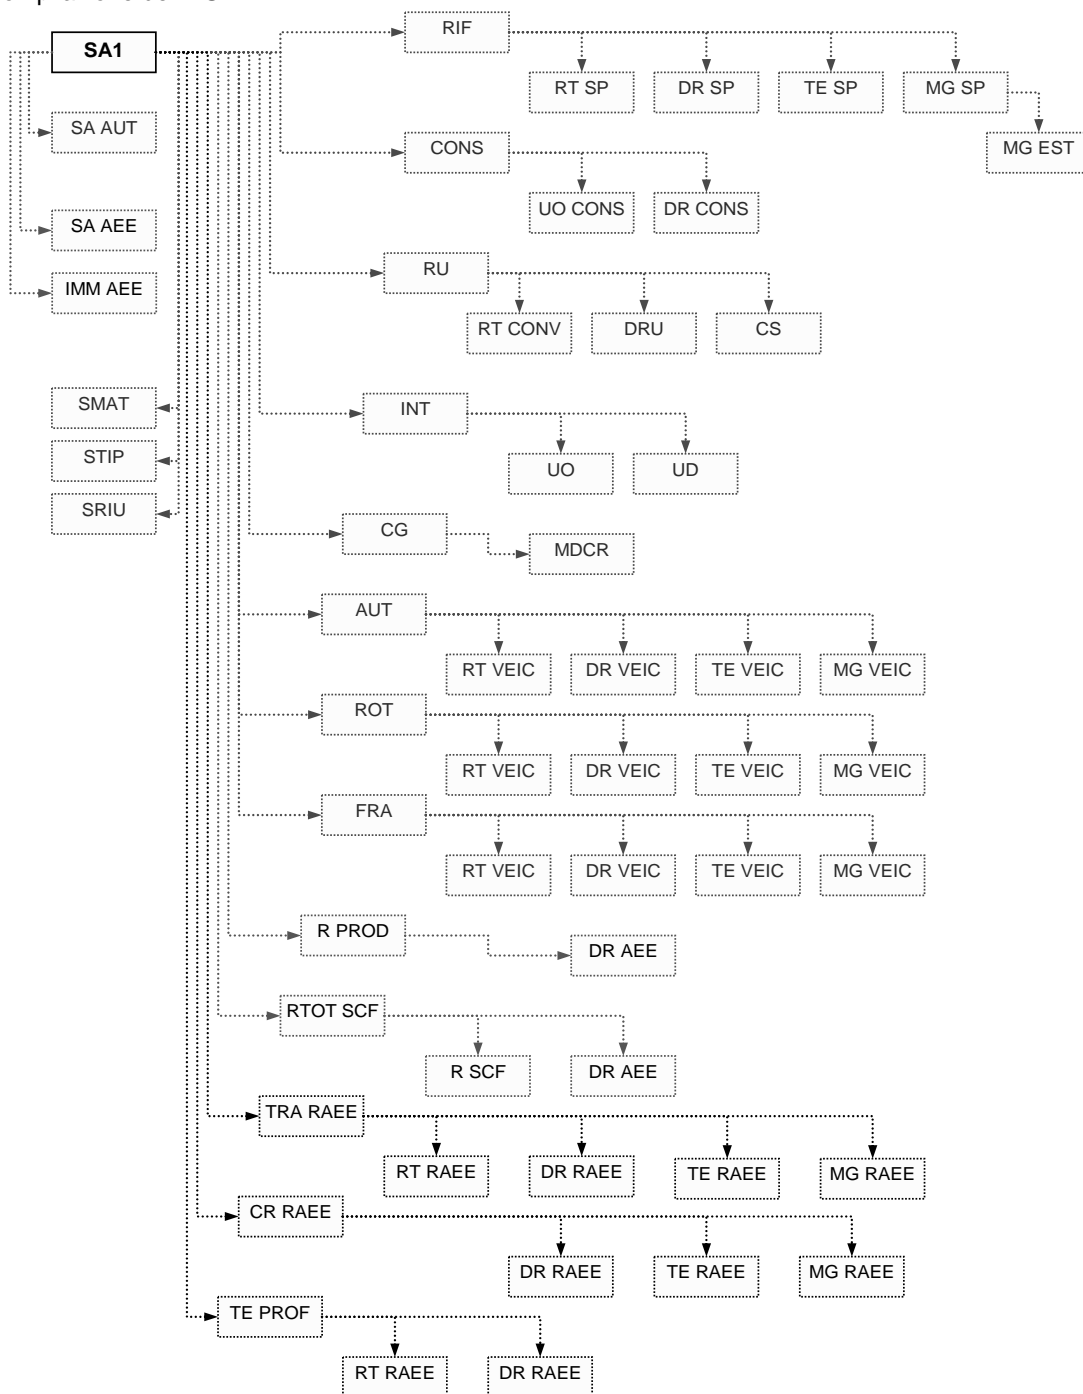 SA1
RIF
RT SP
DR SP
TE SP
MG SP
MG EST
SA AUT
CONS
UO CONS
DR CONS
SA AEE
IMM AEE
RU
RT CONV
DRU
CS
SMAT
STIP
SRIU
INT
UO
UD
CG
MDCR
AUT
RT VEIC
DR VEIC
TE VEIC
MG VEIC
ROT
RT VEIC
DR VEIC
TE VEIC
MG VEIC
FRA
RT VEIC
DR VEIC
TE VEIC
MG VEIC
R PROD
DR AEE
RTOT SCF
R SCF
DR AEE
TRA RAEE
RT RAEE
DR RAEE
TE RAEE
MG RAEE
CR RAEE
DR RAEE
TE RAEE
MG RAEE
TE PROF
RT RAEE
DR RAEE